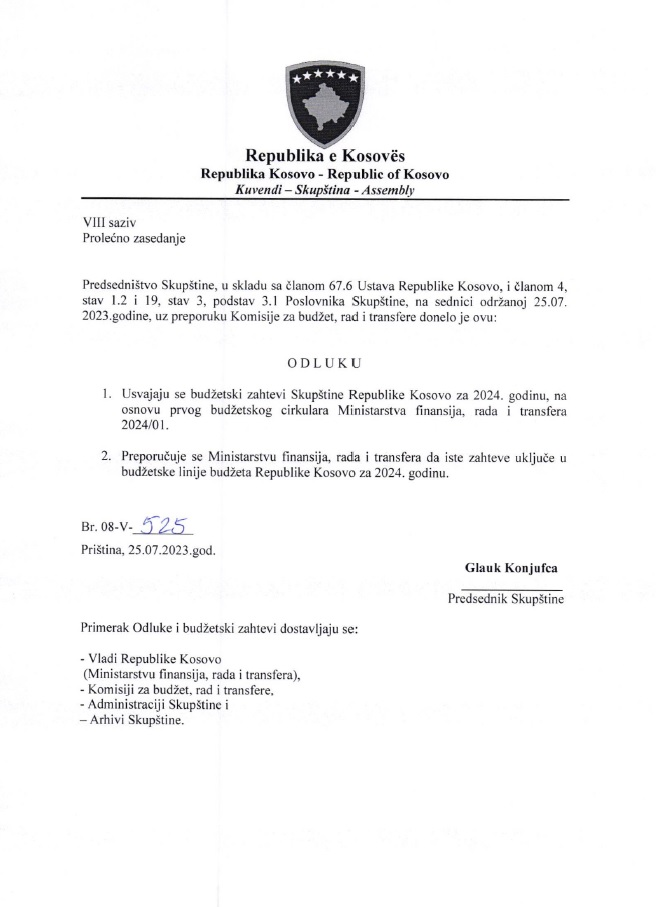 Republika e Kosovës
Republika Kosovo - Republic of Kosovo
Kuvendi – Skupština - Assembly
VIII saziv
Prolećno zasedanje
Predsedništvo Skupštine, u skladu sa članom 67.6 Ustava Republike Kosovo, i članom 4,
stav 1.2 i 19, stav 3, podstav 3.1 Poslovnika Skupštine, na sednici održanoj 25.07.
2023.godine, uz preporuku Komisije za budžet, rad i transfere donelo je ovu:
O D L U K U
1. Usvajaju se budžetski zahtevi Skupštine Republike Kosovo za 2024. godinu, na
osnovu prvog budžetskog cirkulara Ministarstva finansija, rada i transfera
2024/01.
2. Preporučuje se Ministarstvu finansija, rada i transfera da iste zahteve uključe u
budžetske linije budžeta Republike Kosovo za 2024. godinu.
Br. 08-V- 525
Priština, 25.07.2023.god.
Glauk Konjufca
Predsednik Skupštine
Primerak Odluke i budžetski zahtevi dostavljaju se:
- Vladi Republike Kosovo
(Ministarstvu finansija, rada i transfera),
- Komisiji za budžet, rad i transfere,
- Administraciji Skupštine i
– Arhivi Skupštine.